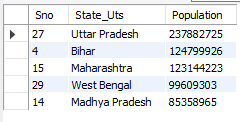 Sno State_Uts Population
27 Uttar Pradesh 237882725
4 Bihar 124799926
15 Maharashtra 123144223
29 West Bengal 99609303
14 Madhya Pradesh 85358965